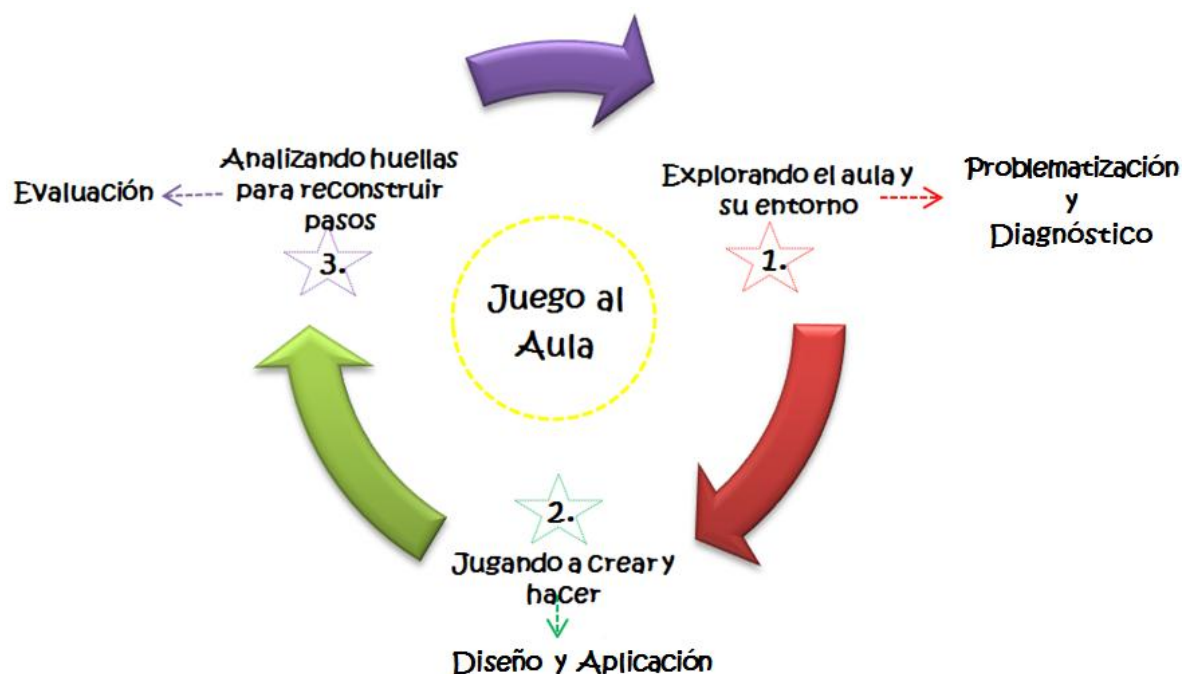 Analizando huellas
para reconstruir
pasos
Evaluación
3.
Explorando el aula y
su entorno
Problematización
y
Diagnóstico
1.
Juego al
Aula
2.
Jugando a crear y
hacer
Diseño y Aplicación